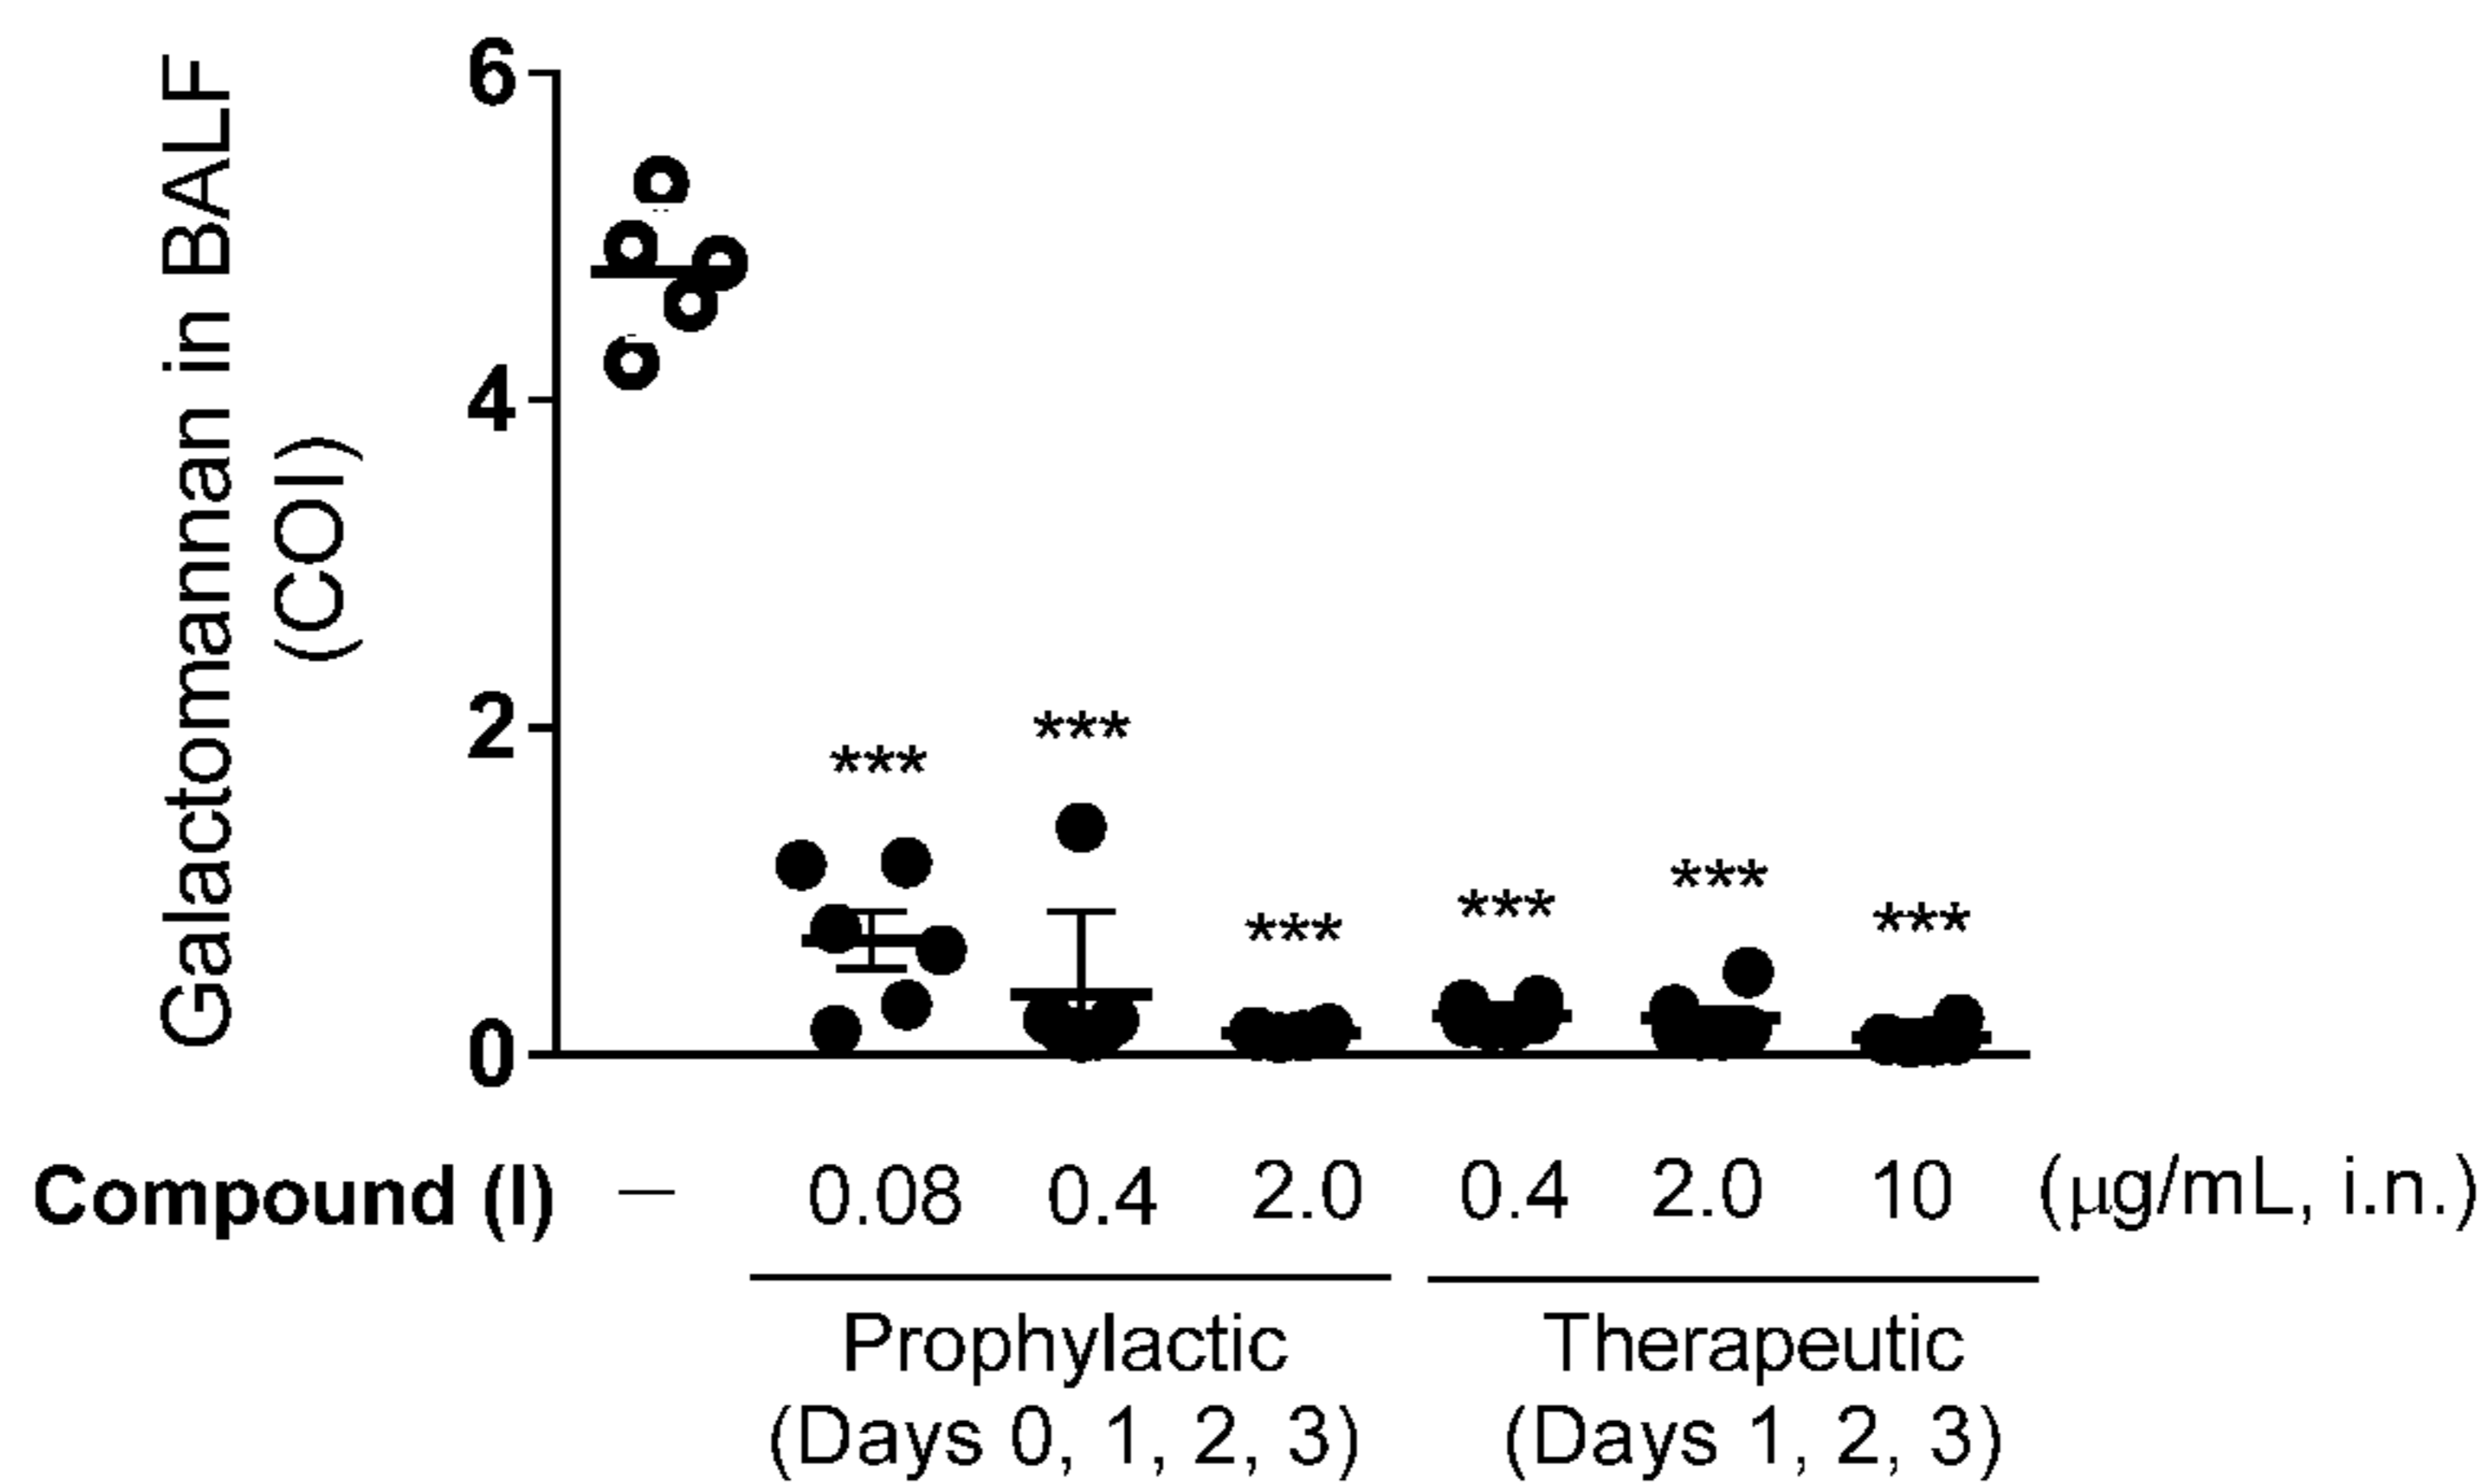 Galactomannan in BALF
(COI)
6
4
2
0
***
***
***
***
***
***
Compound (I) – 0.08 0.4 2.0 0.4 2.0 10 (µg/mL, i.n.)
Prophylactic
(Days 0, 1, 2, 3)
Therapeutic
(Days 1, 2, 3)